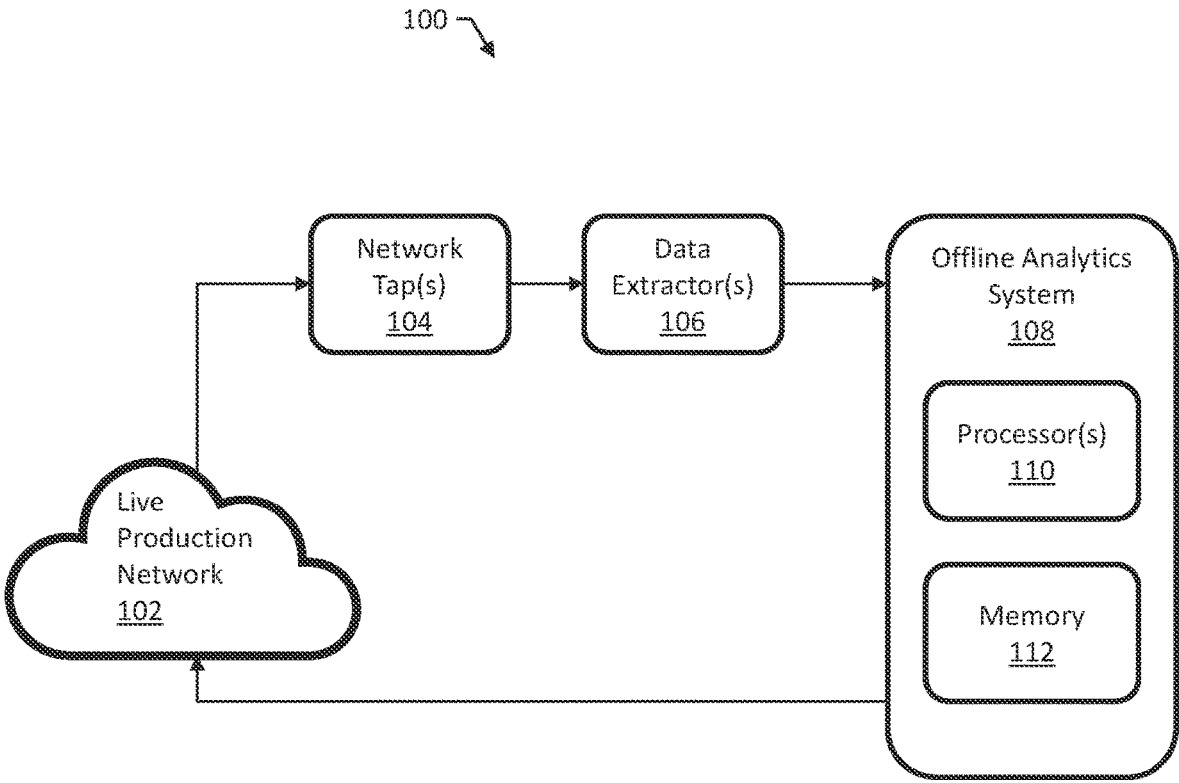 100
Network
Tap(s)
104
Data
Extractor(s)
106
Offline Analytics
System
108
Processor(s)
110
Memory
112
Live
Production
Network
102